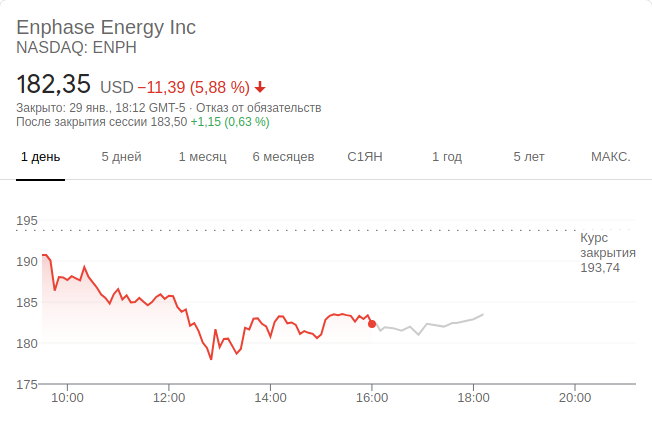 Enphase Energy Inc
NASDAQ: ENPH
182,35 USD −11,39 (5,88 %)
Закрыто: 29 янв., 18:12 GMT-5 · Отказ от обязательств
После закрытия сессии 183,50 +1,15 (0,63 %)
1 день 5 дней 1 месяц 6 месяцев С1ЯН 1 год 5 лет МАКС.
195
Курс
закрытия
193,74
190
185
180
175
10:00 12:00 14:00 16:00 18:00 20:00